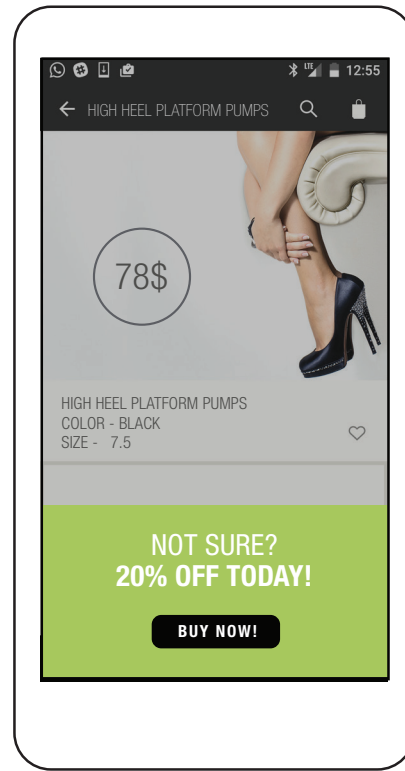 LTE 12:55
HIGH HEEL PLATFORM PUMPS
78$
HIGH HEEL PLATFORM PUMPS
COLOR - BLACK
SIZE - 7.5
NOT SURE?
20% OFF TODAY!
BUY NOW!